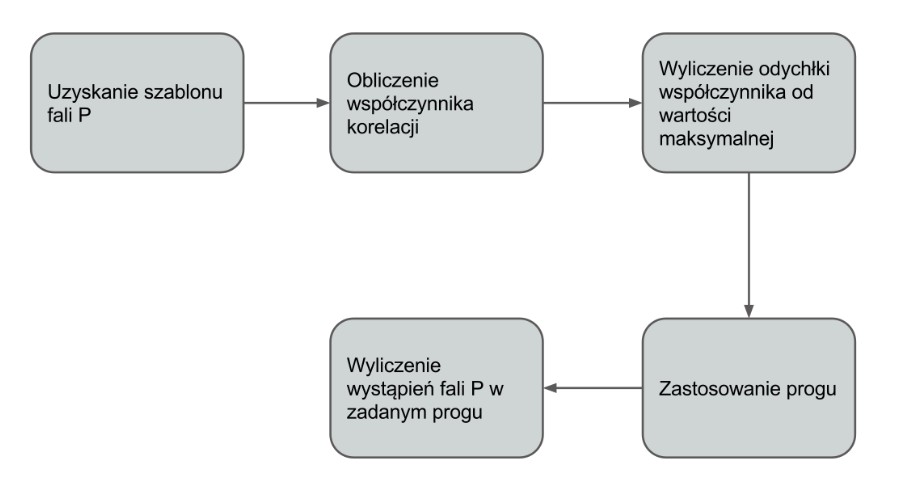 Uzyskanie szablonu
fali P
Obliczenie
współczynnika
korelacji
Wyliczenie odychłki
współczynnika od
wartości
maksymalnej
Zastosowanie progu
Wyliczenie
wystąpień fali P w
zadanym progu